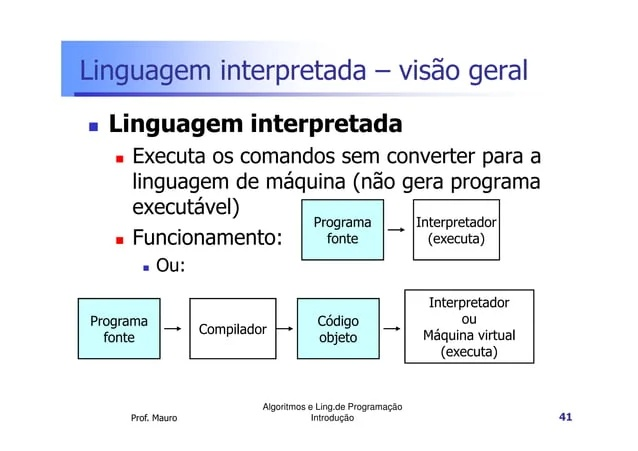 Linguagem interpretada – visão geral
Linguagem interpretada
Executa os comandos sem converter para a
linguagem de máquina (não gera programa
executável)
Funcionamento:
Programa
fonte
Interpretador
(executa)
Ou:
Programa
fonte
Compilador
Código
objeto
Interpretador
ou
Máquina virtual
(executa)
Prof. Mauro
Algoritmos e Ling.de Programação
Introdução
41